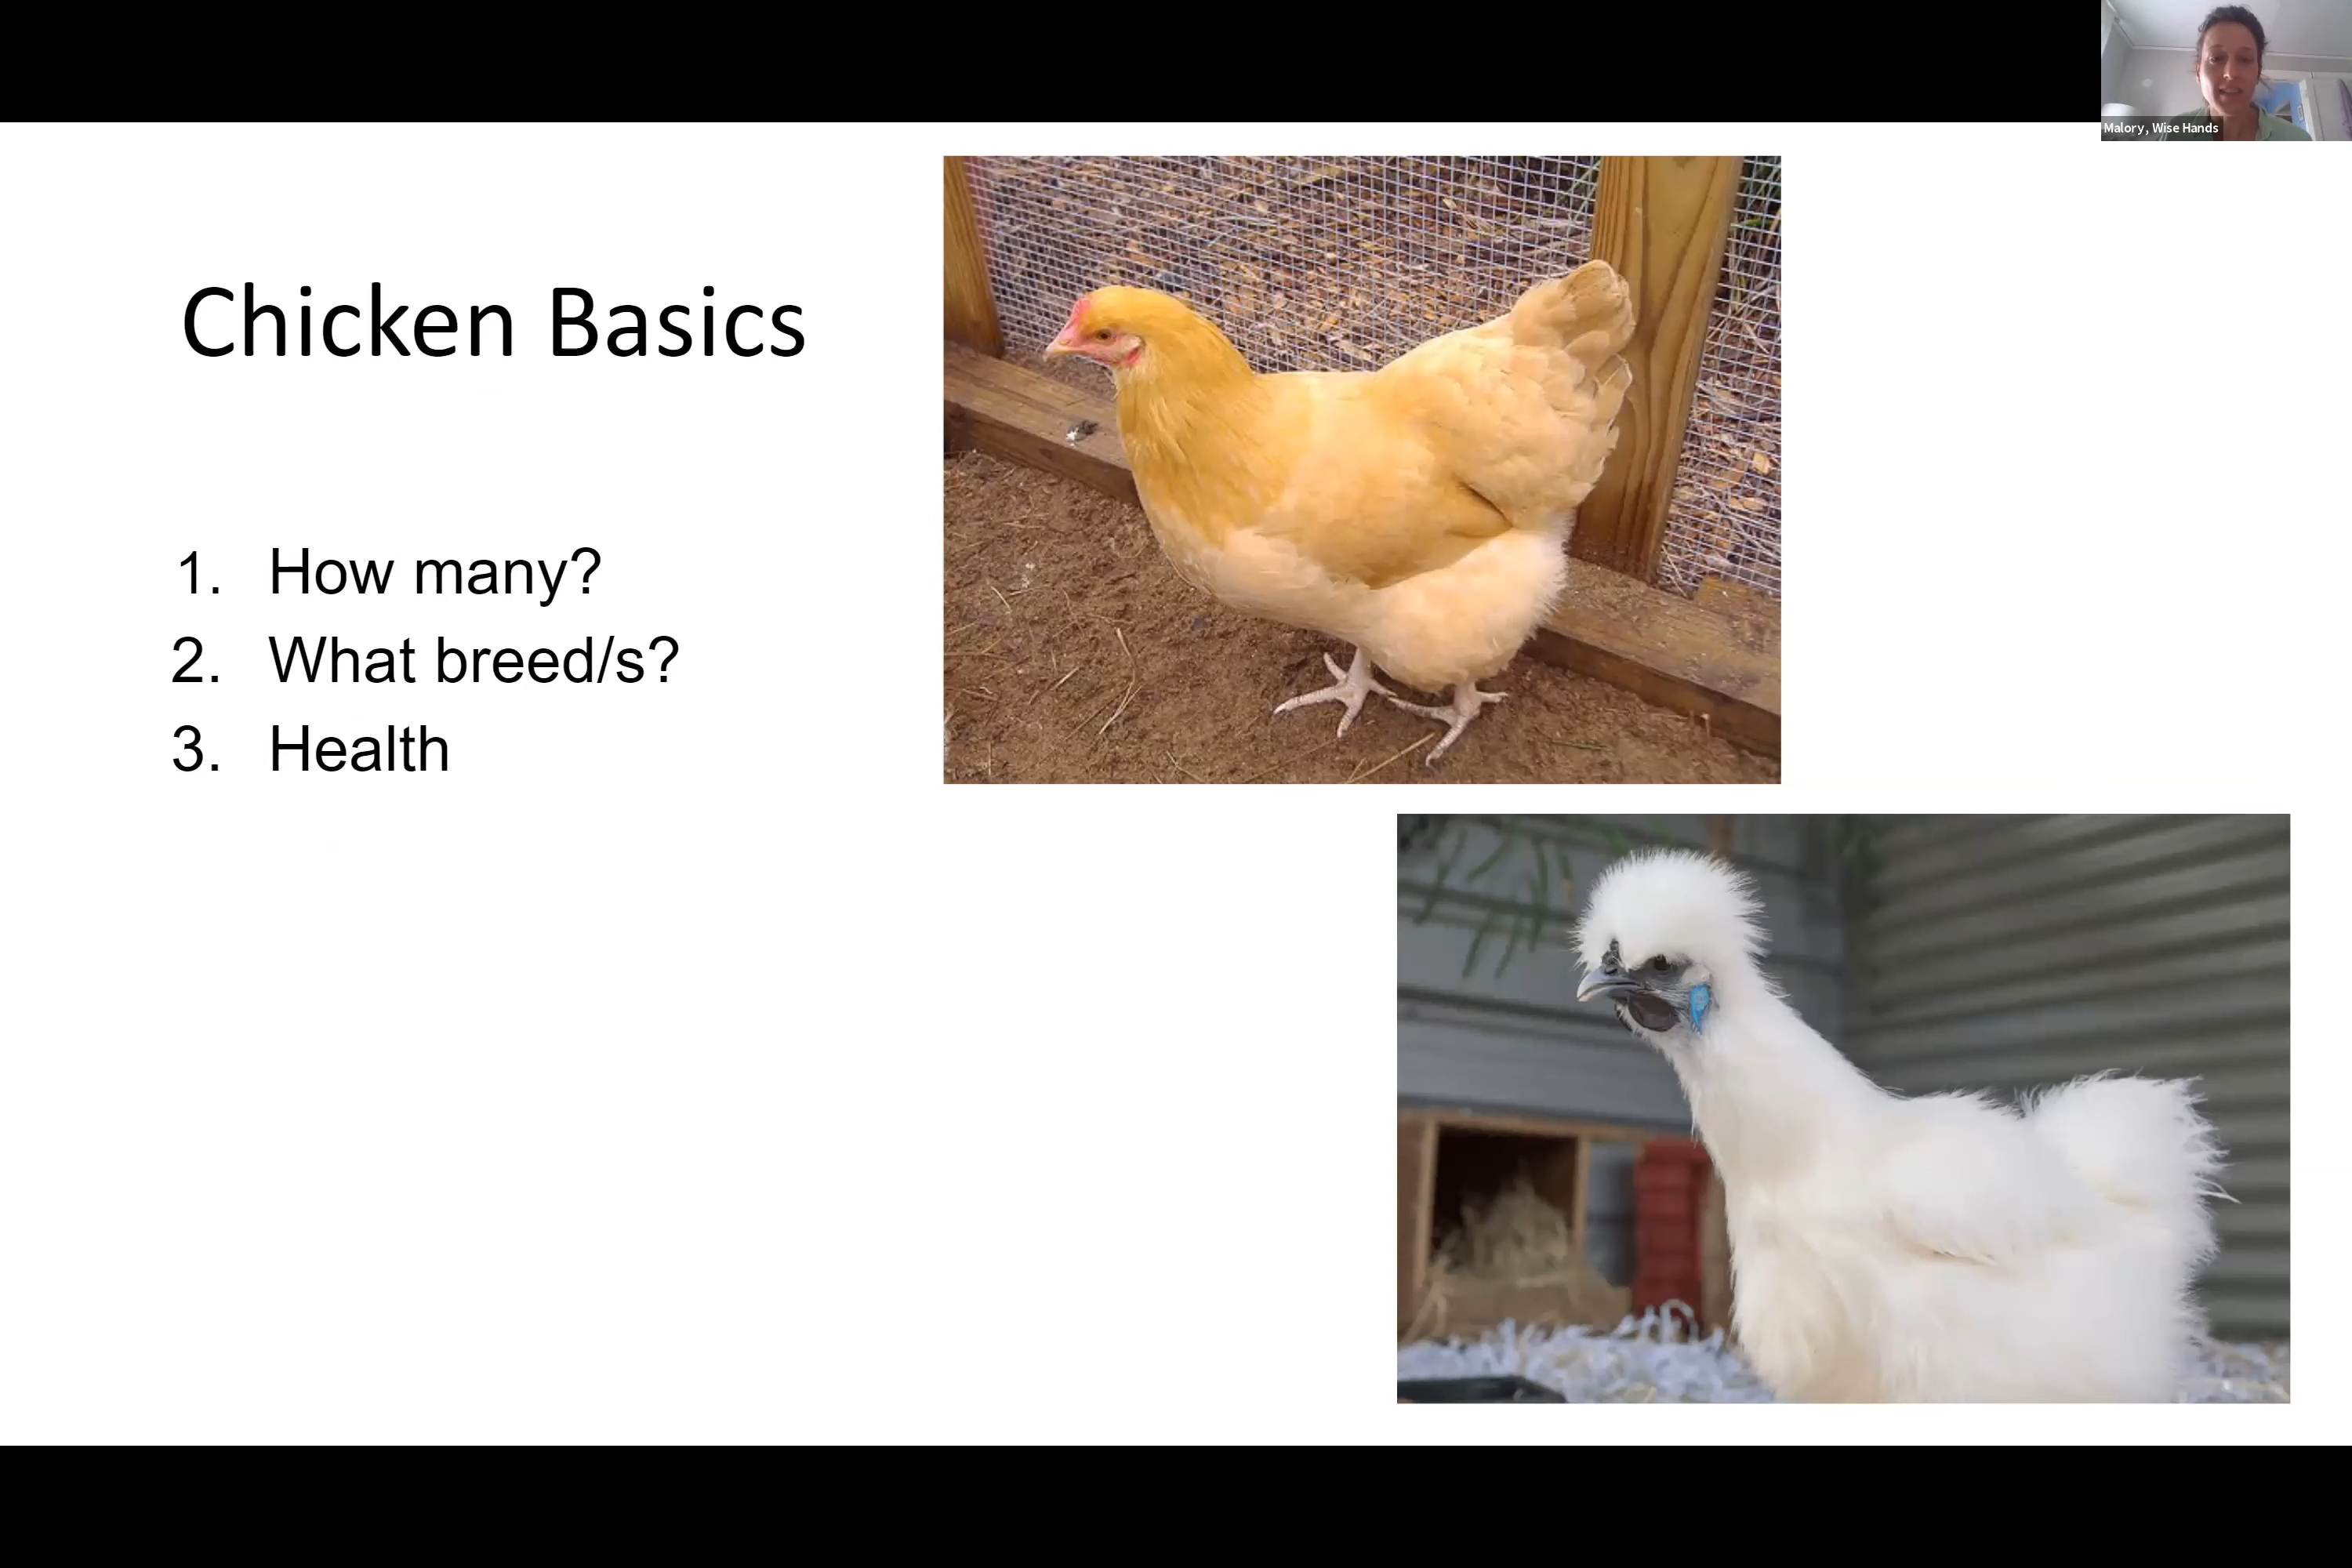 Malory, Wise Hands
Chicken Basics
1. How many?
2. What breed/s?
3. Health